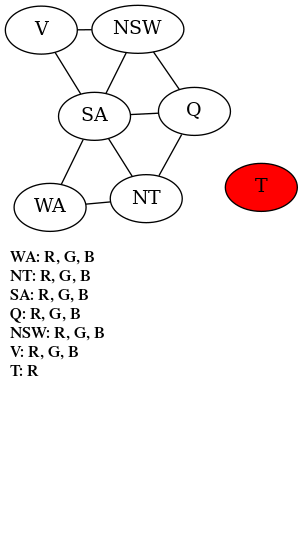 V
NSW
SA
Q
T
WA
NT
WA: R, G, B
NT: R, G, B
SA: R, G, B
Q: R, G, B
NSW: R, G, B
V: R, G, B
T: R